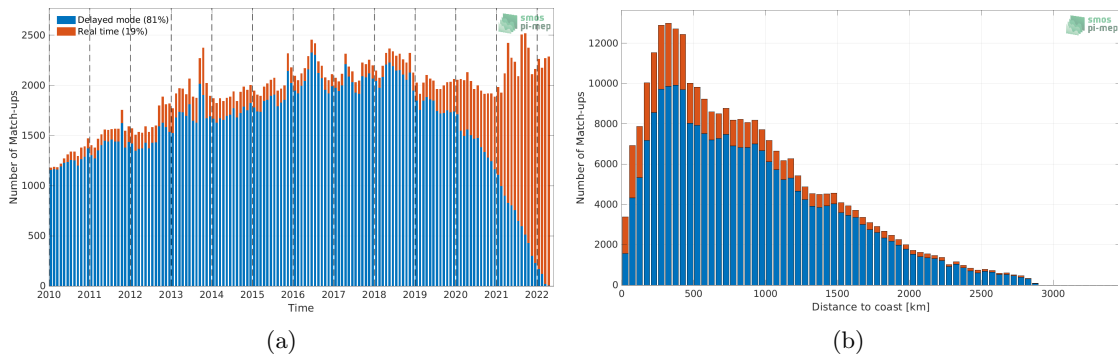 Delayed mode (81%)
Real time (19%)
smos
pi-mep
2500
2000
1500
1000
500
0
Number of Match-ups
2010 2011 2012 2013 2014 2015 2016 2017 2018 2019 2020 2021 2022
Time
(a)
smos
pi-mep
12000
10000
8000
6000
4000
2000
0
Number of Match-ups
0 500 1000 1500 2000 2500 3000
Distance to coast [km]
(b)